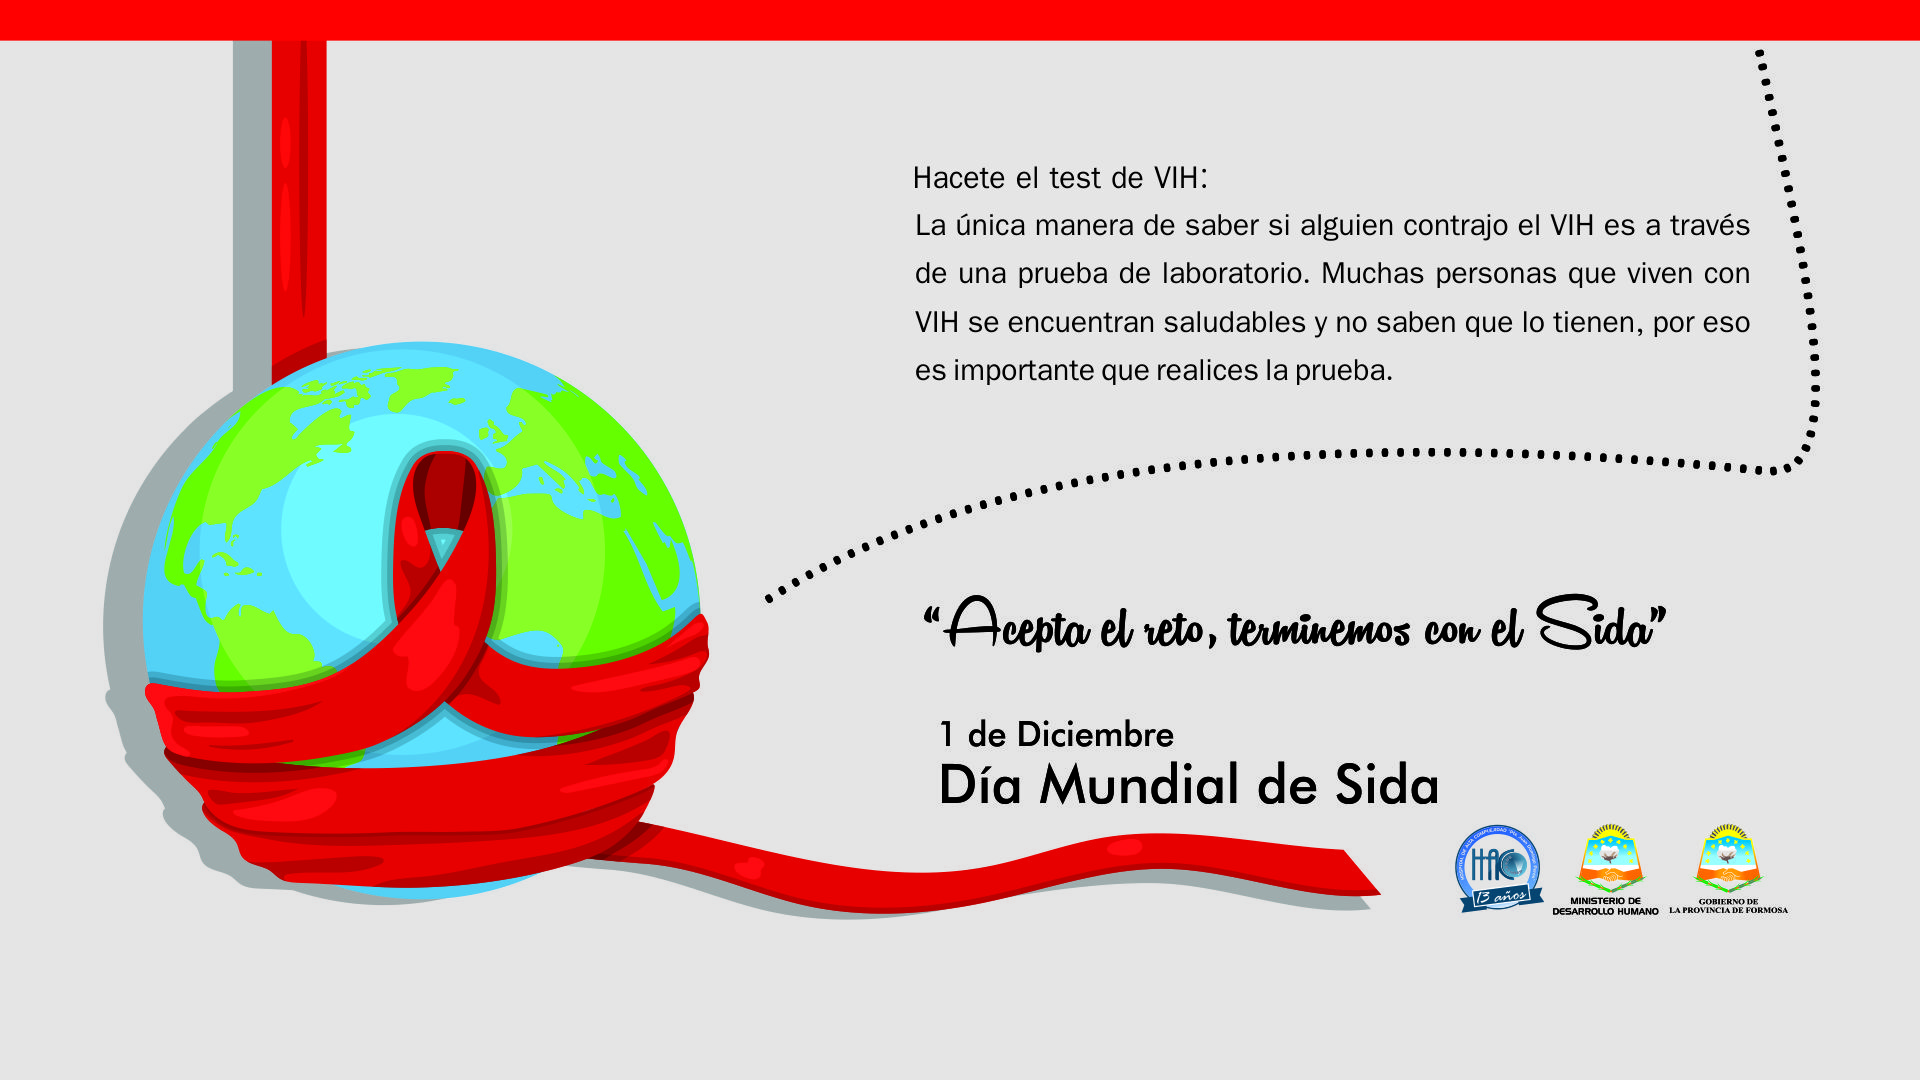 Hacete el test de VIH:
La única manera de saber si alguien contrajo el VIH es a través
de una prueba de laboratorio. Muchas personas que viven con
VIH se encuentran saludables y no saben que lo tienen, por eso
es importante que realices la prueba.
“Acepta el reto, terminemos con el Sida”
1 de Diciembre
Día Mundial de Sida
HAC
13 años
MINISTERIO DE
DESARROLLO HUMANO
GOBIERNO DE
LA PROVINCIA DE FORMOSA